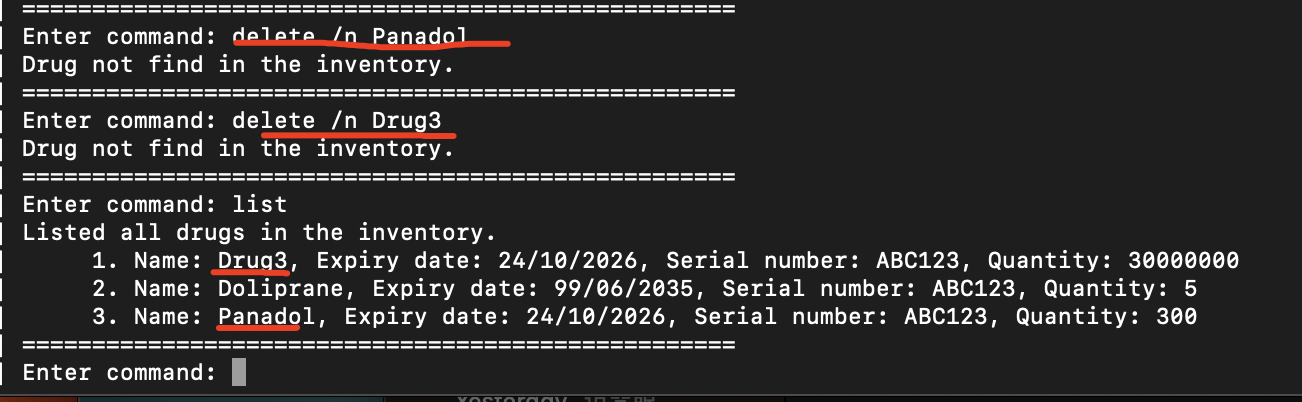 ==================================================
Enter command: delete /n Panadol
Drug not find in the inventory.
==================================================
Enter command: delete /n Drug3
Drug not find in the inventory.
==================================================
Enter command: list
Listed all drugs in the inventory.
1. Name: Drug3, Expiry date: 24/10/2026, Serial number: ABC123, Quantity: 30000000
2. Name: Doliprane, Expiry date: 99/06/2035, Serial number: ABC123, Quantity: 5
3. Name: Panadol, Expiry date: 24/10/2026, Serial number: ABC123, Quantity: 300
==================================================
Enter command: